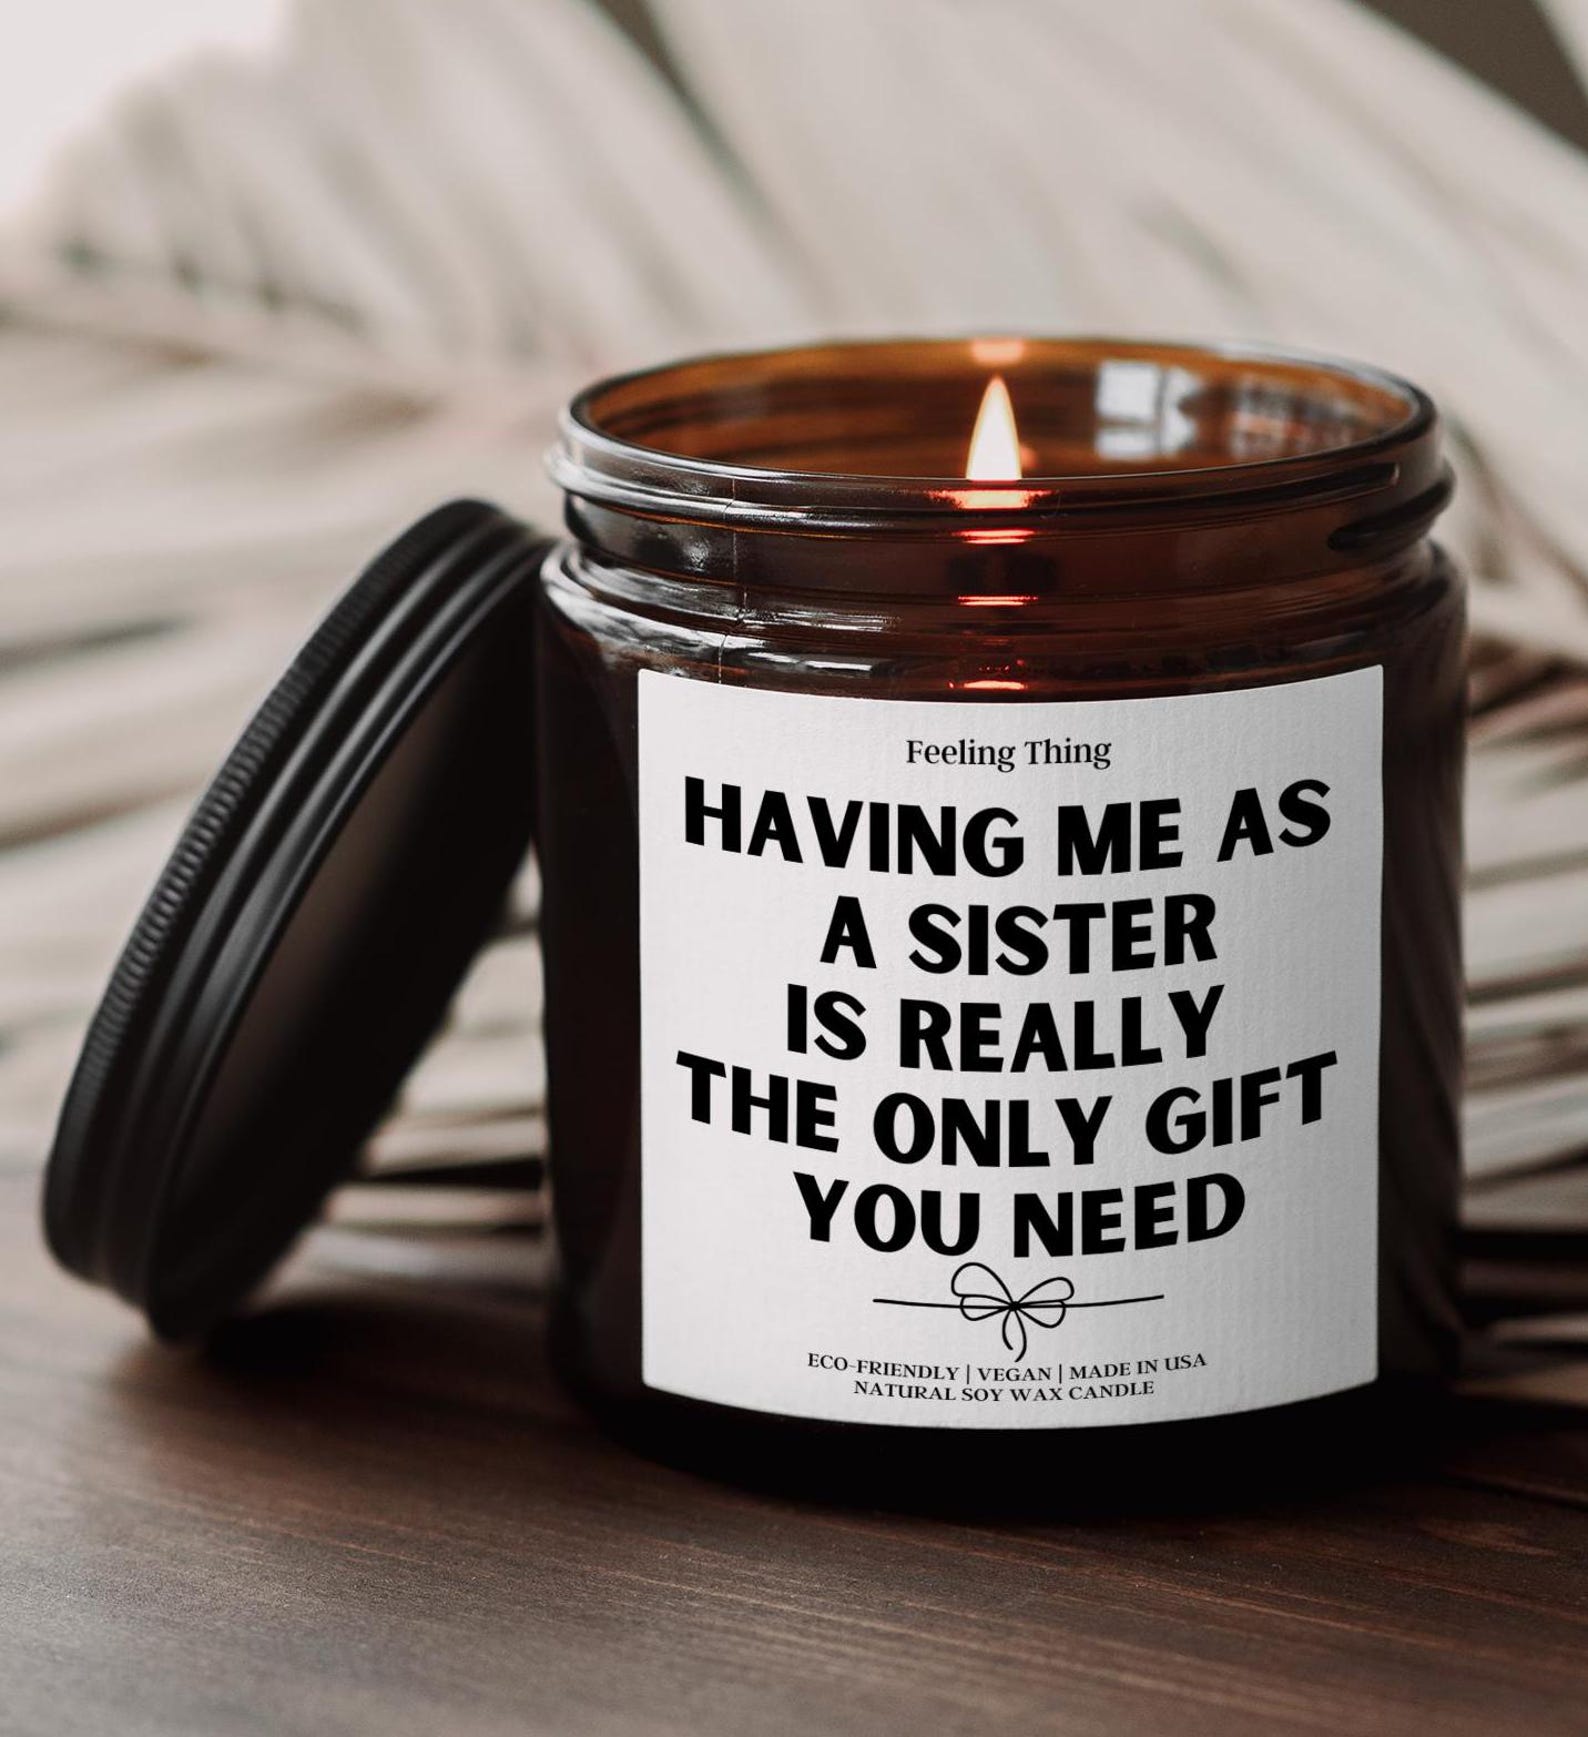 Feeling Thing
HAVING ME AS
A SISTER
IS REALLY
THE ONLY GIFT
YOU NEED
ECO-FRIENDLY | VEGAN | MADE IN USA
NATURAL SOY WAX CANDLE